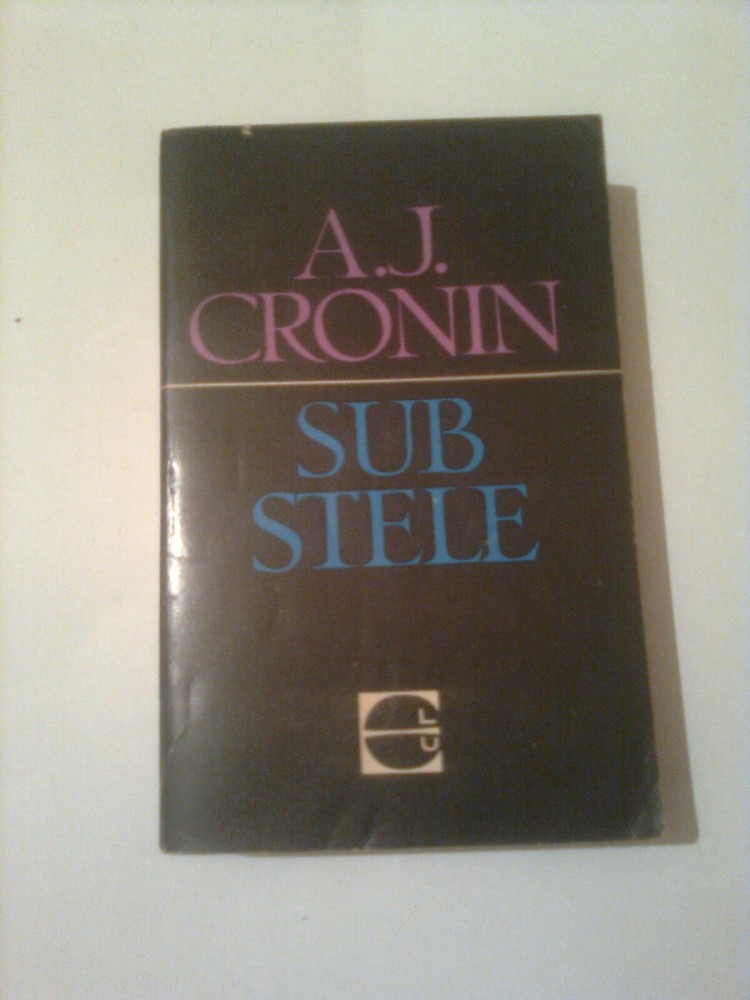 A.J.
CRONIN
SUB
STELE
L
U